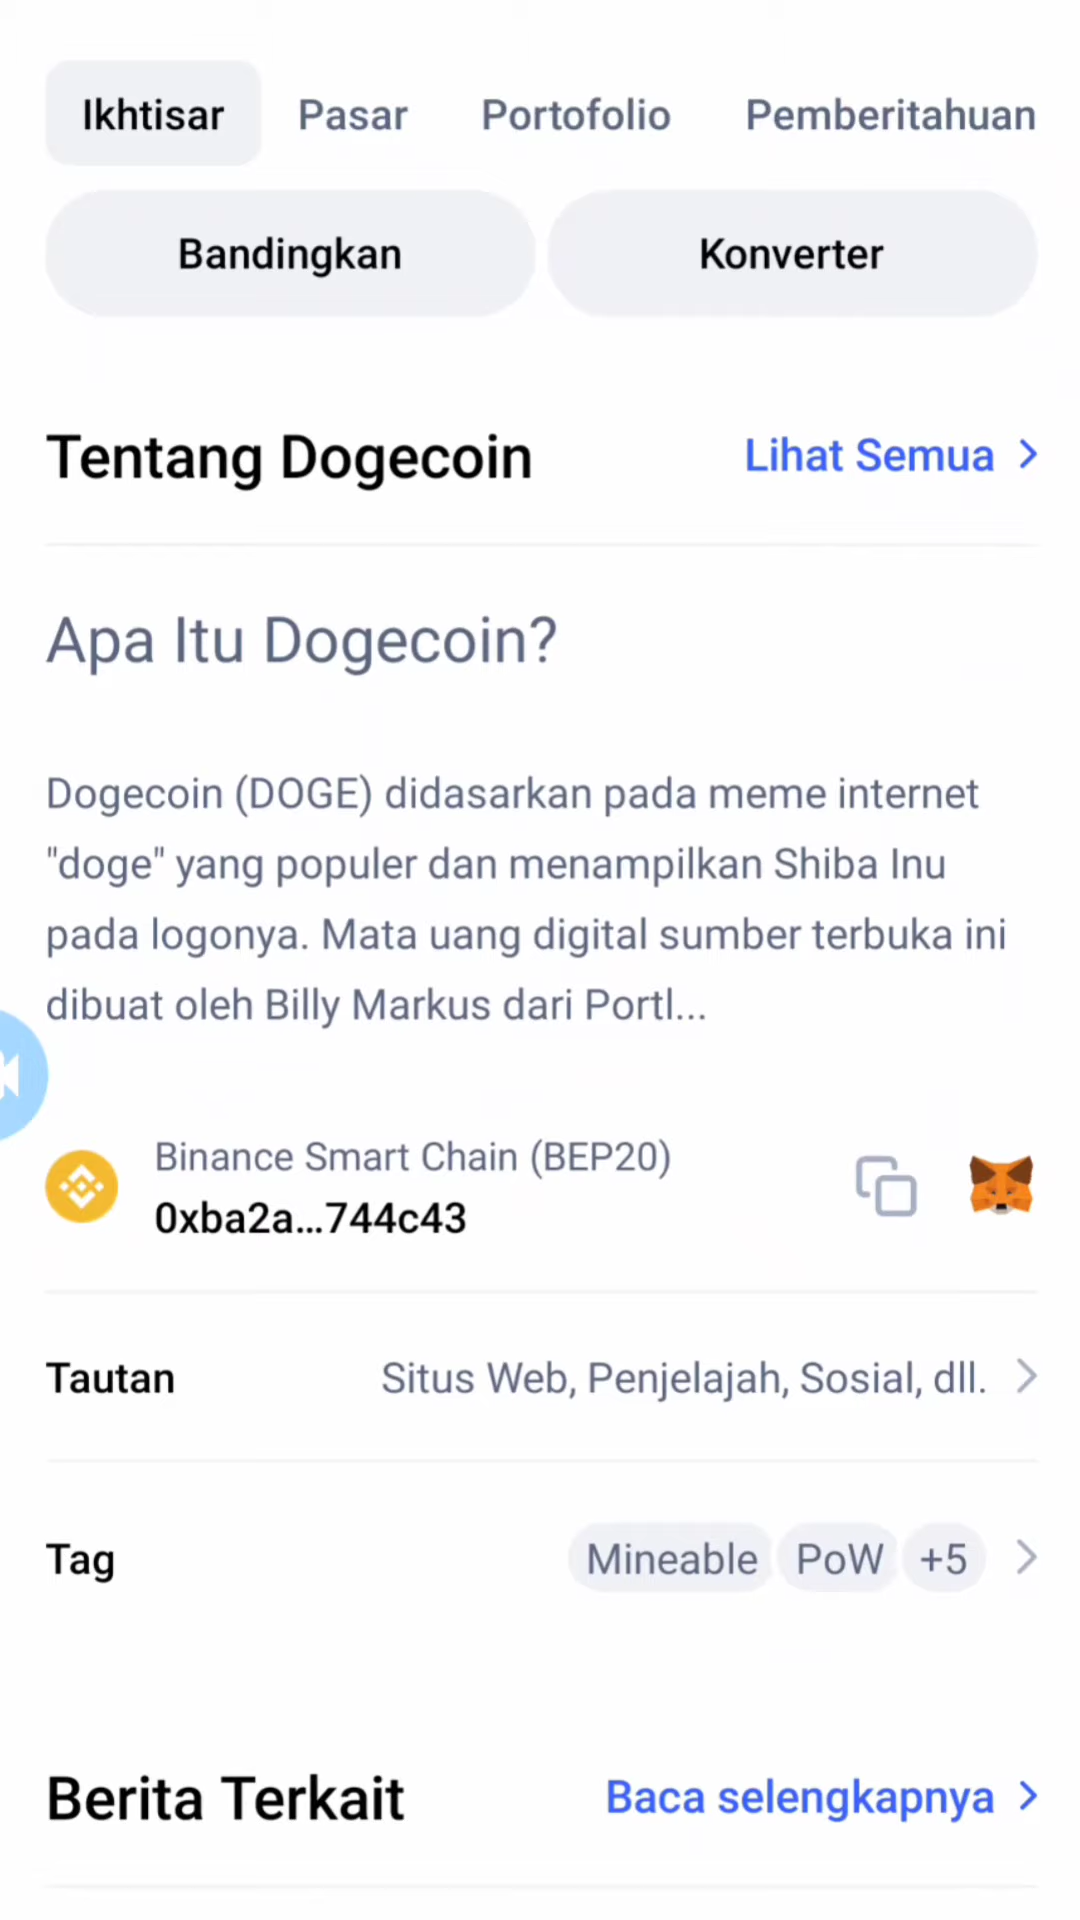 Ikhtisar Pasar Portofolio Pemberitahuan
Bandingkan Konverter
Tentang Dogecoin Lihat Semua
Apa Itu Dogecoin?
Dogecoin (DOGE) didasarkan pada meme internet
"doge" yang populer dan menampilkan Shiba Inu
pada logonya. Mata uang digital sumber terbuka ini
dibuat oleh Billy Markus dari Portl...
Binance Smart Chain (BEP20)
0xba2a...744c43
Tautan Situs Web, Penjelajah, Sosial, dll.
Tag Mineable PoW +5
Berita Terkait Baca selengkapnya